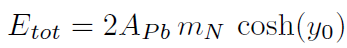 $E_{tot} = 2A_{Pb}\, m_N\, \cosh(y_0)$